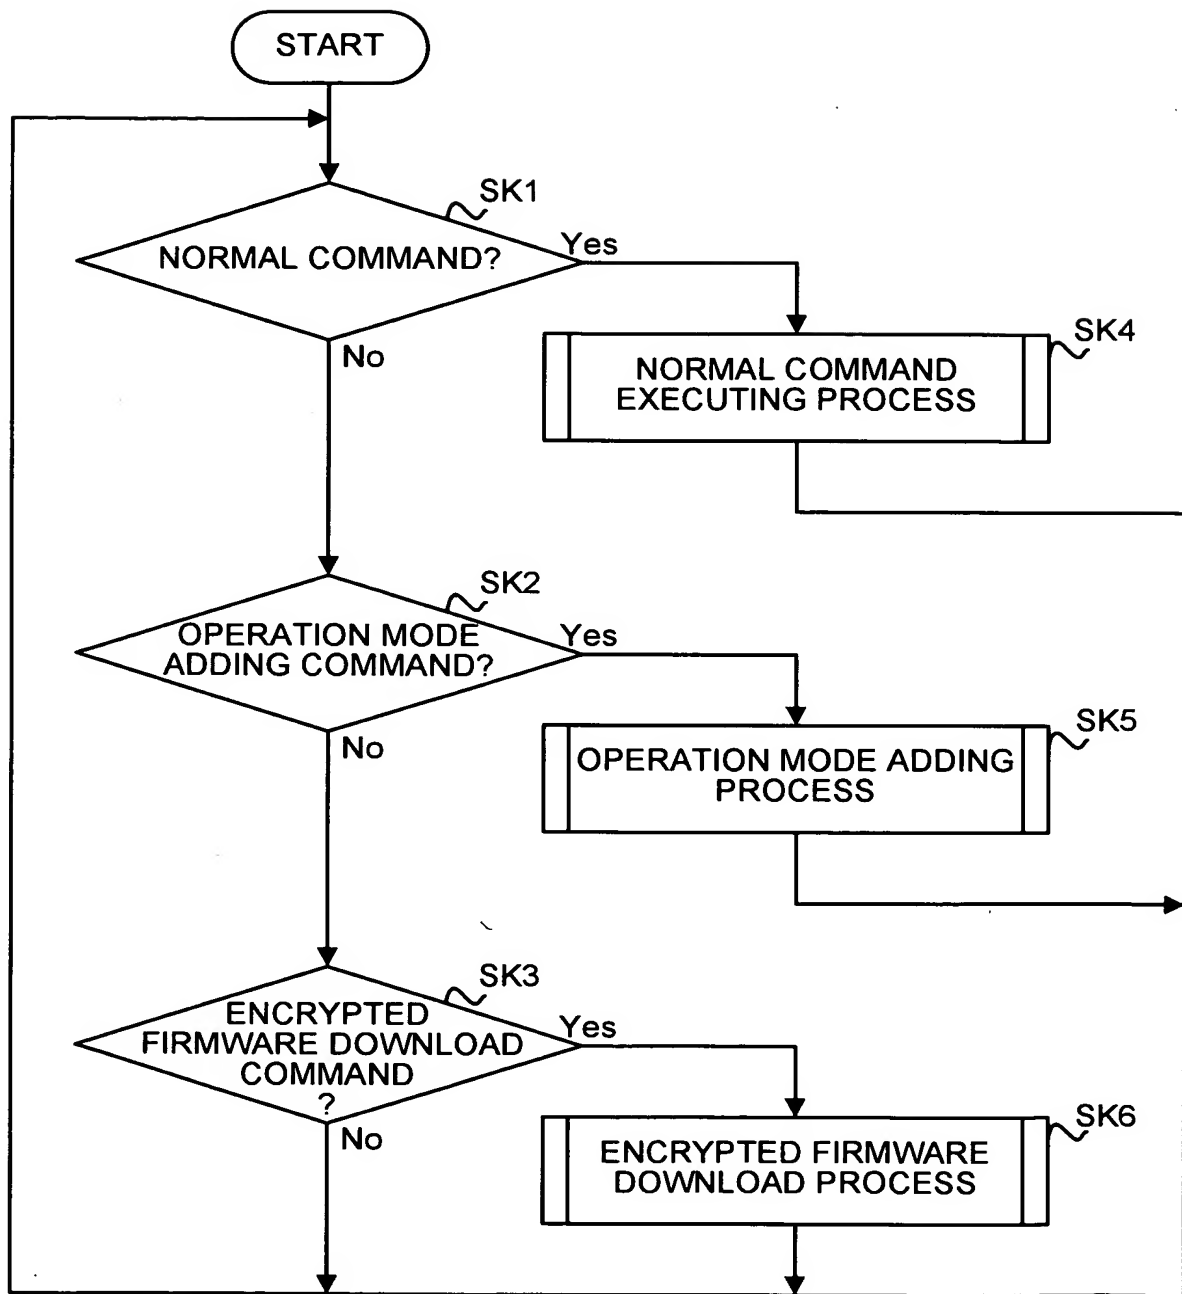 START
SK1
NORMAL COMMAND?
Yes
No
SK4
NORMAL COMMAND
EXECUTING PROCESS
SK2
OPERATION MODE
ADDING COMMAND?
Yes
No
SK5
OPERATION MODE ADDING
PROCESS
SK3
ENCRYPTED
FIRMWARE DOWNLOAD
COMMAND
?
Yes
No
SK6
ENCRYPTED FIRMWARE
DOWNLOAD PROCESS